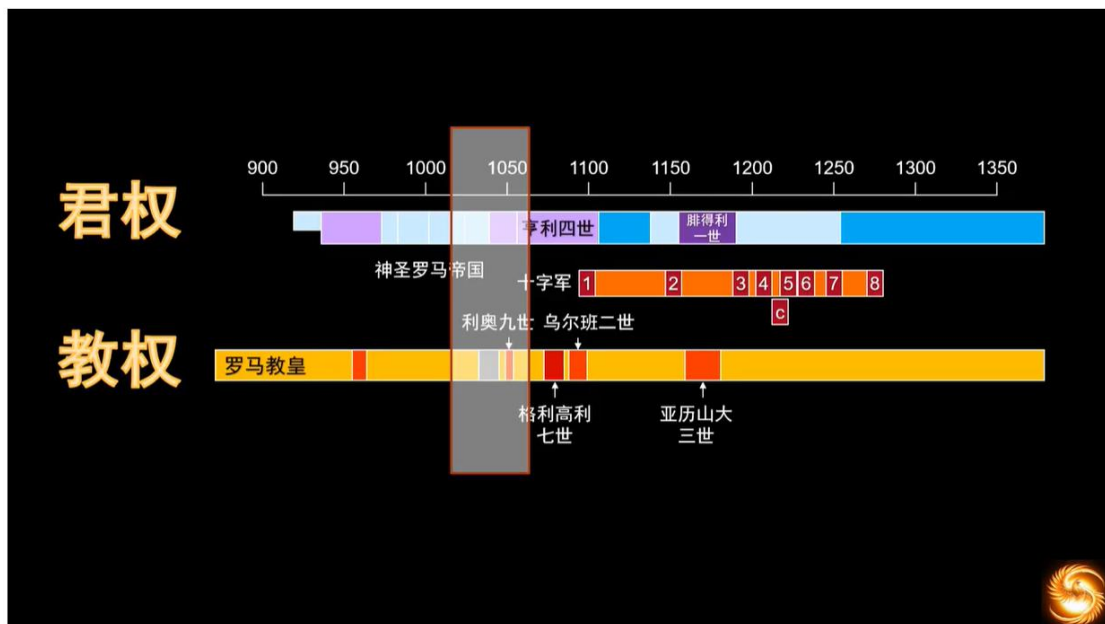 900 950 1000 1050 1100 1150 1200 1250 1300 1350
君权
亨利四世
腓得利
一世
神圣罗马帝国
十字军 1 2 3 4 5 6 7 8
c
利奥九世 乌尔班二世
教权
罗马教皇
格利高利
七世
亚历山大
三世